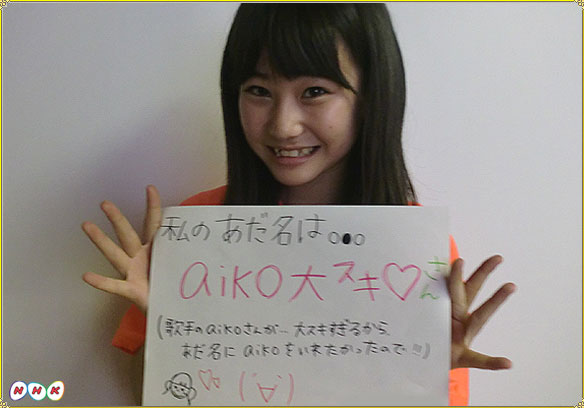 私のあだ名は。●。
aiko大スキ♡さん
(歌手のaikoさんが…大スキすぎるから、
あだ名にaikoをいれたかったので!!!)
(´∀`)
NHK